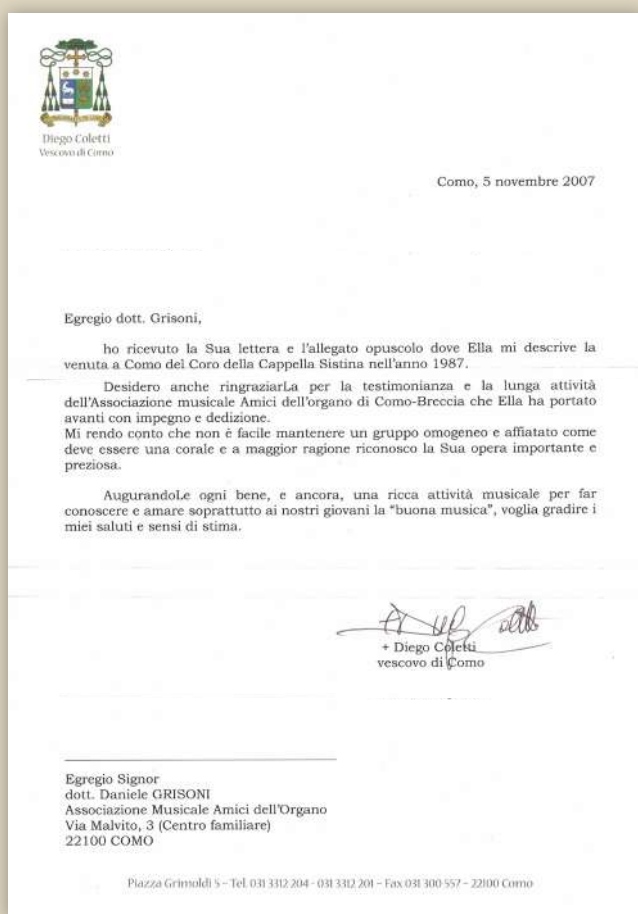 Diego Coletti
Vescovo di Como
Como, 5 novembre 2007
Egregio dott. Grisoni,
ho ricevuto la Sua lettera e l'allegato opuscolo dove Ella mi descrive la
venuta a Como del Coro della Cappella Sistina nell'anno 1987.
Desidero anche ringraziarLa per la testimonianza e la lunga attività
dell'Associazione musicale Amici dell'organo di Como-Breccia che Ella ha portato
avanti con impegno e dedizione.
Mi rendo conto che non è facile mantenere un gruppo omogeneo e affiatato come
deve essere una corale e a maggior ragione riconosco la Sua opera importante e
preziosa.
AugurandoLe ogni bene, e ancora, una ricca attività musicale per far
conoscere e amare soprattutto ai nostri giovani la "buona musica", voglia gradire i
miei saluti e sensi di stima.
+ Diego Coletti
vescovo di Como
Egregio Signor
dott. Daniele GRISONI
Associazione Musicale Amici dell'Organo
Via Malvito, 3 (Centro familiare)
22100 COMO
Piazza Grimoldi 5 – Tel. 031 3312 204 - 031 3312 201 – Fax 031 300 557 – 22100 Como